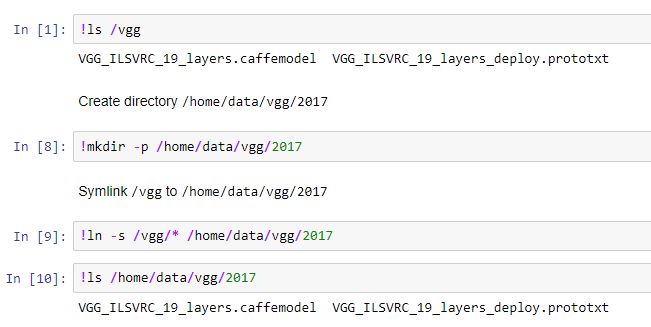 In [1]: !ls /vgg
VGG_ILSVRC_19_layers.caffemodel  VGG_ILSVRC_19_layers_deploy.prototxt
Create directory /home/data/vgg/2017
In [8]: !mkdir -p /home/data/vgg/2017
Symlink /vgg to /home/data/vgg/2017
In [9]: !ln -s /vgg/* /home/data/vgg/2017
In [10]: !ls /home/data/vgg/2017
VGG_ILSVRC_19_layers.caffemodel  VGG_ILSVRC_19_layers_deploy.prototxt